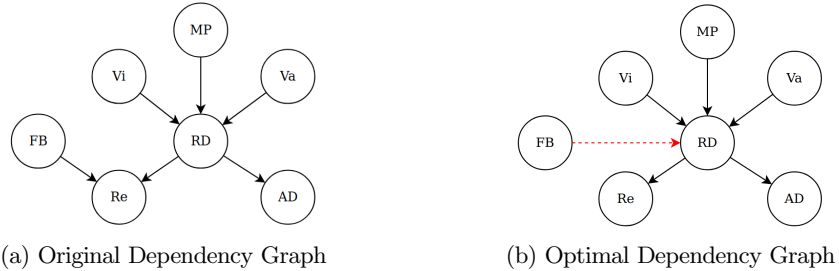 MP
Vi
Va
FB
RD
Re
AD
(a) Original Dependency Graph
MP
Vi
Va
FB
RD
Re
AD
(b) Optimal Dependency Graph